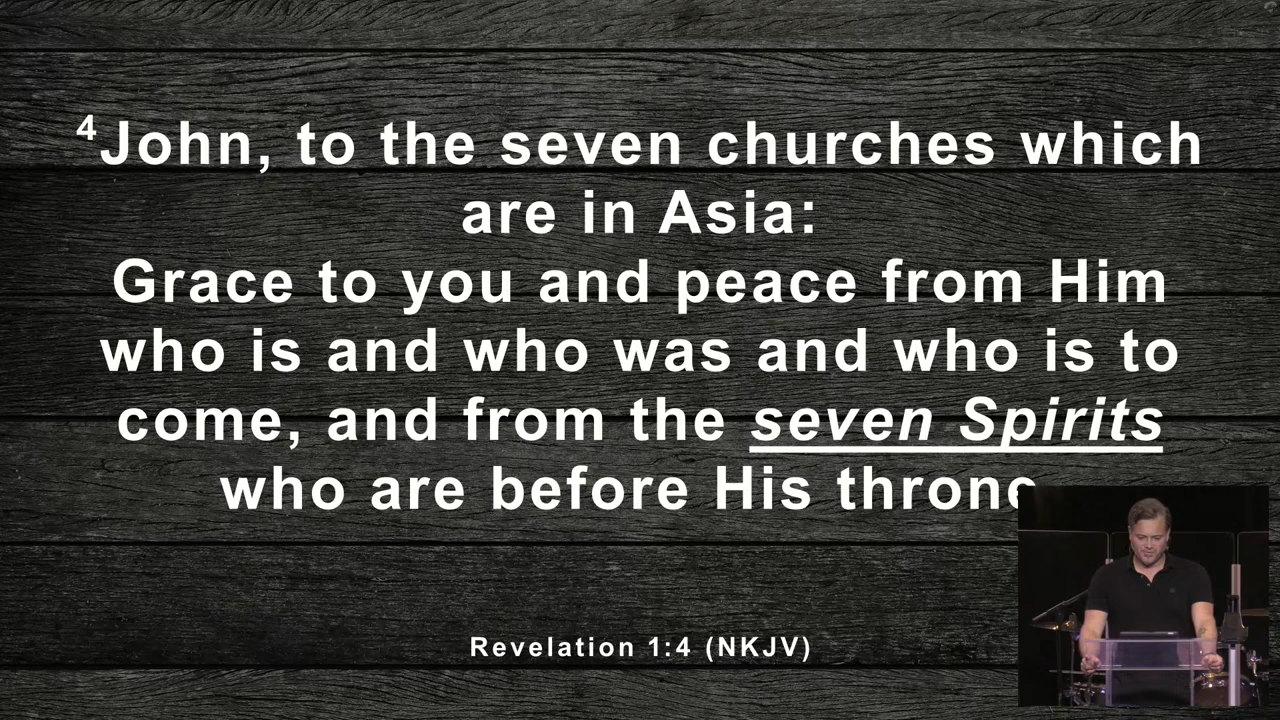 4John, to the seven churches which
are in Asia:
Grace to you and peace from Him
who is and who was and who is to
come, and from the seven Spirits
who are before His throne
Revelation 1:4 (NKJV)